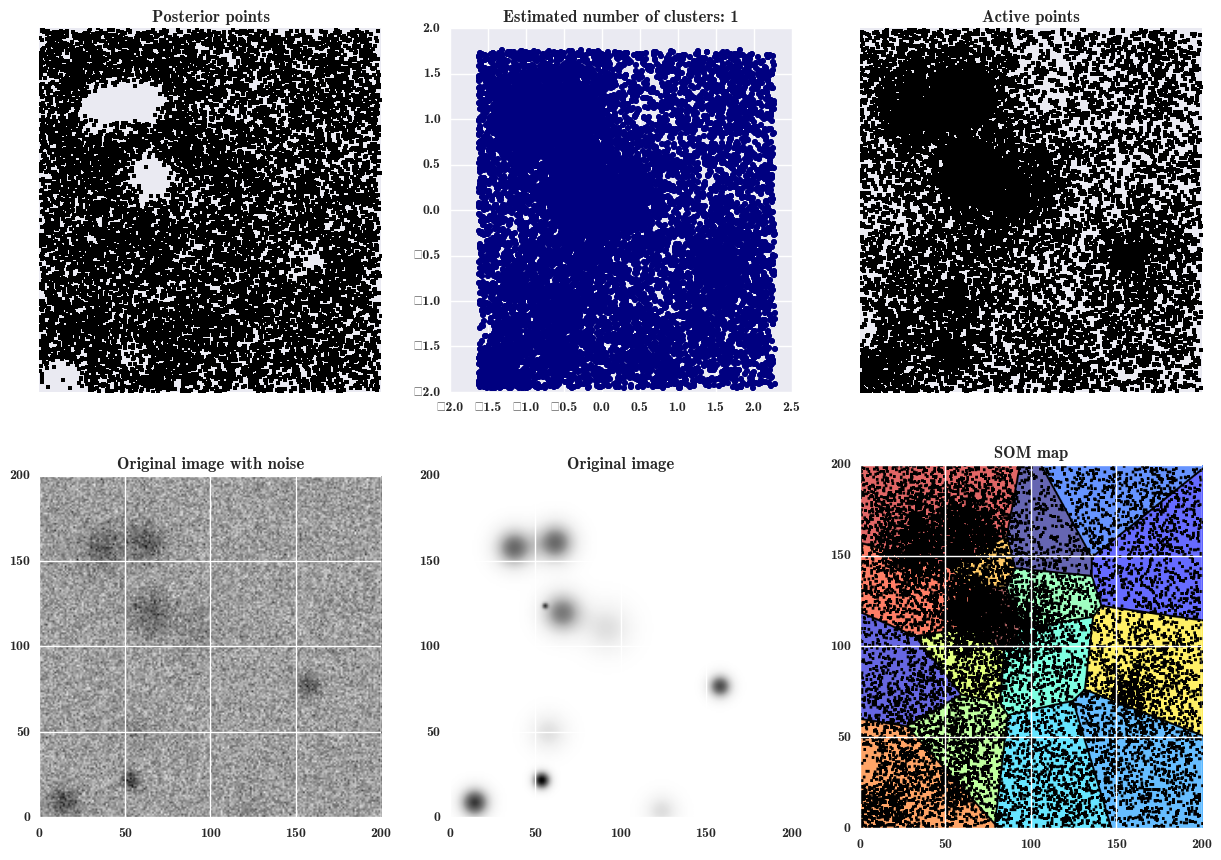 Posterior points
Estimated number of clusters: 1
Active points
2.0
1.5
1.0
0.5
0.0
□0.5
□1.0
□1.5
□2.0
□2.0 □1.5 □1.0 □0.5 0.0 0.5 1.0 1.5 2.0 2.5
Original image with noise
Original image
SOM map
200
150
100
50
0
0 50 100 150 200
200
150
100
50
0
0 50 100 150 200
200
150
100
50
0
0 50 100 150 200